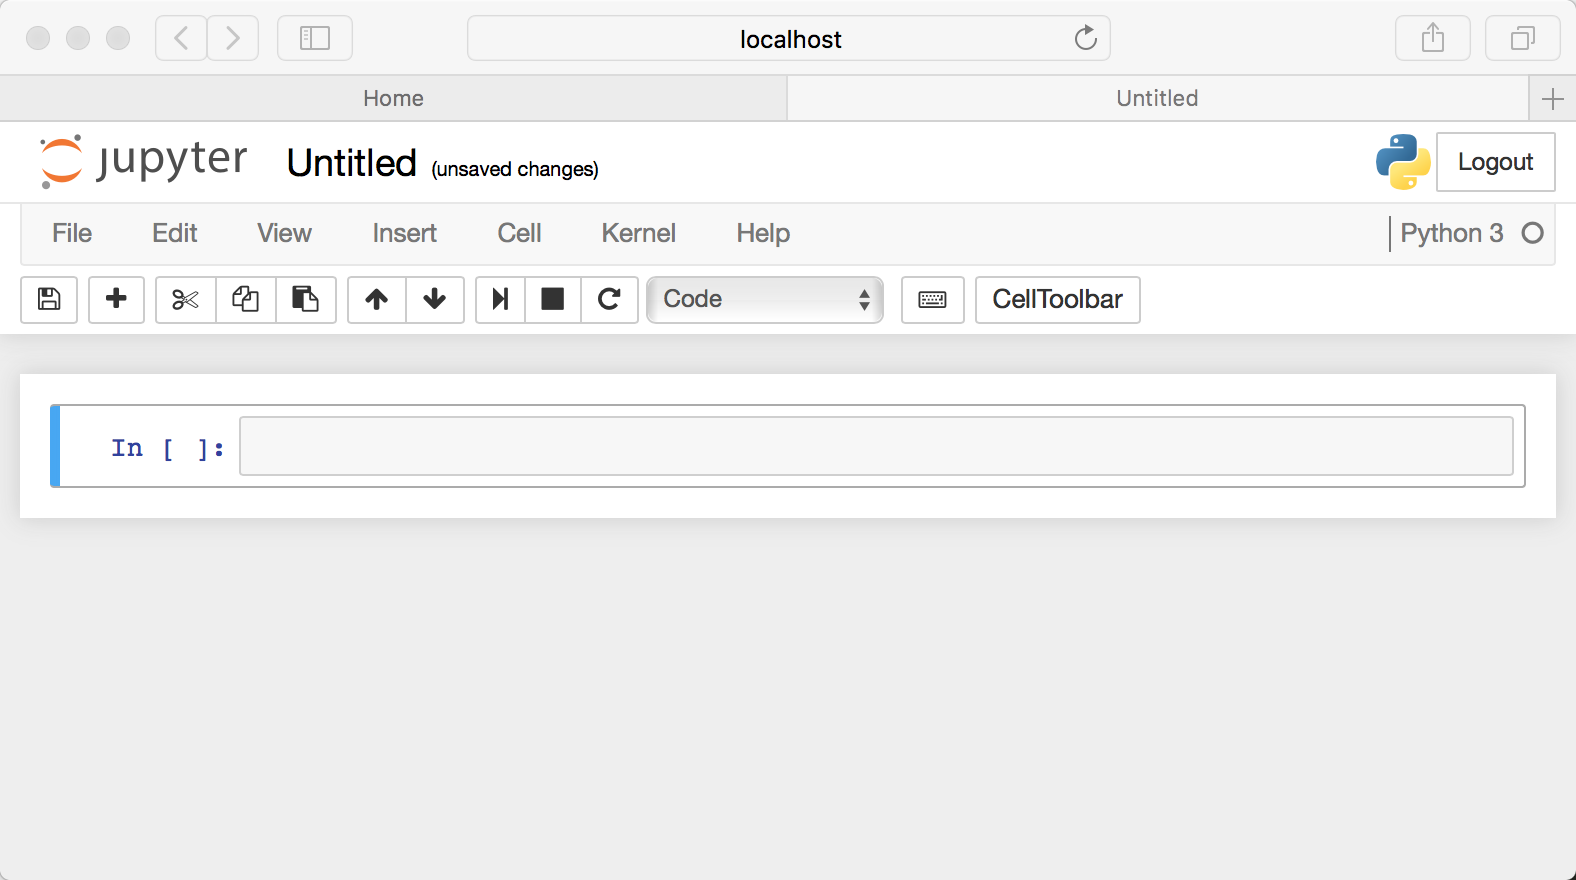 localhost
Home Untitled
jupyter Untitled (unsaved changes) Logout
File Edit View Insert Cell Kernel Help Python 3
Code CellToolbar
In [ ]: